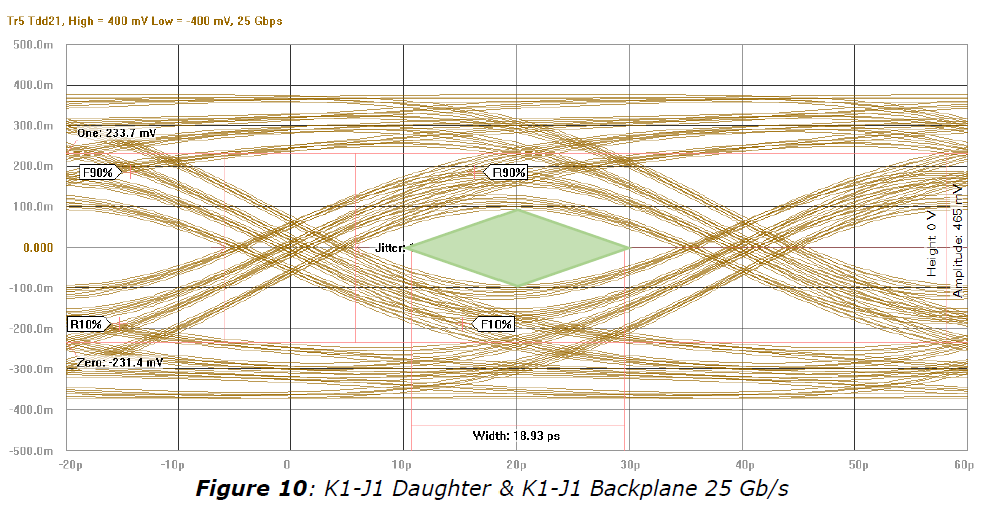 Tr5 Tdd21, High = 400 mV Low = -400 mV, 25 Gbps
500.0m
400.0m
300.0m
One: 233.7 mV
200.0m
F90%
R90%
100.0m
Height: 0 V
Amplitude: 465 mV
0.000
Jitter:
-100.0m
-200.0m
R10%
F10%
Zero: -231.4 mV
-300.0m
-400.0m
Width: 18.93 ps
-500.0m
-20p -10p 0 10p 20p 30p 40p 50p 60p
Figure 10: K1-J1 Daughter & K1-J1 Backplane 25 Gb/s